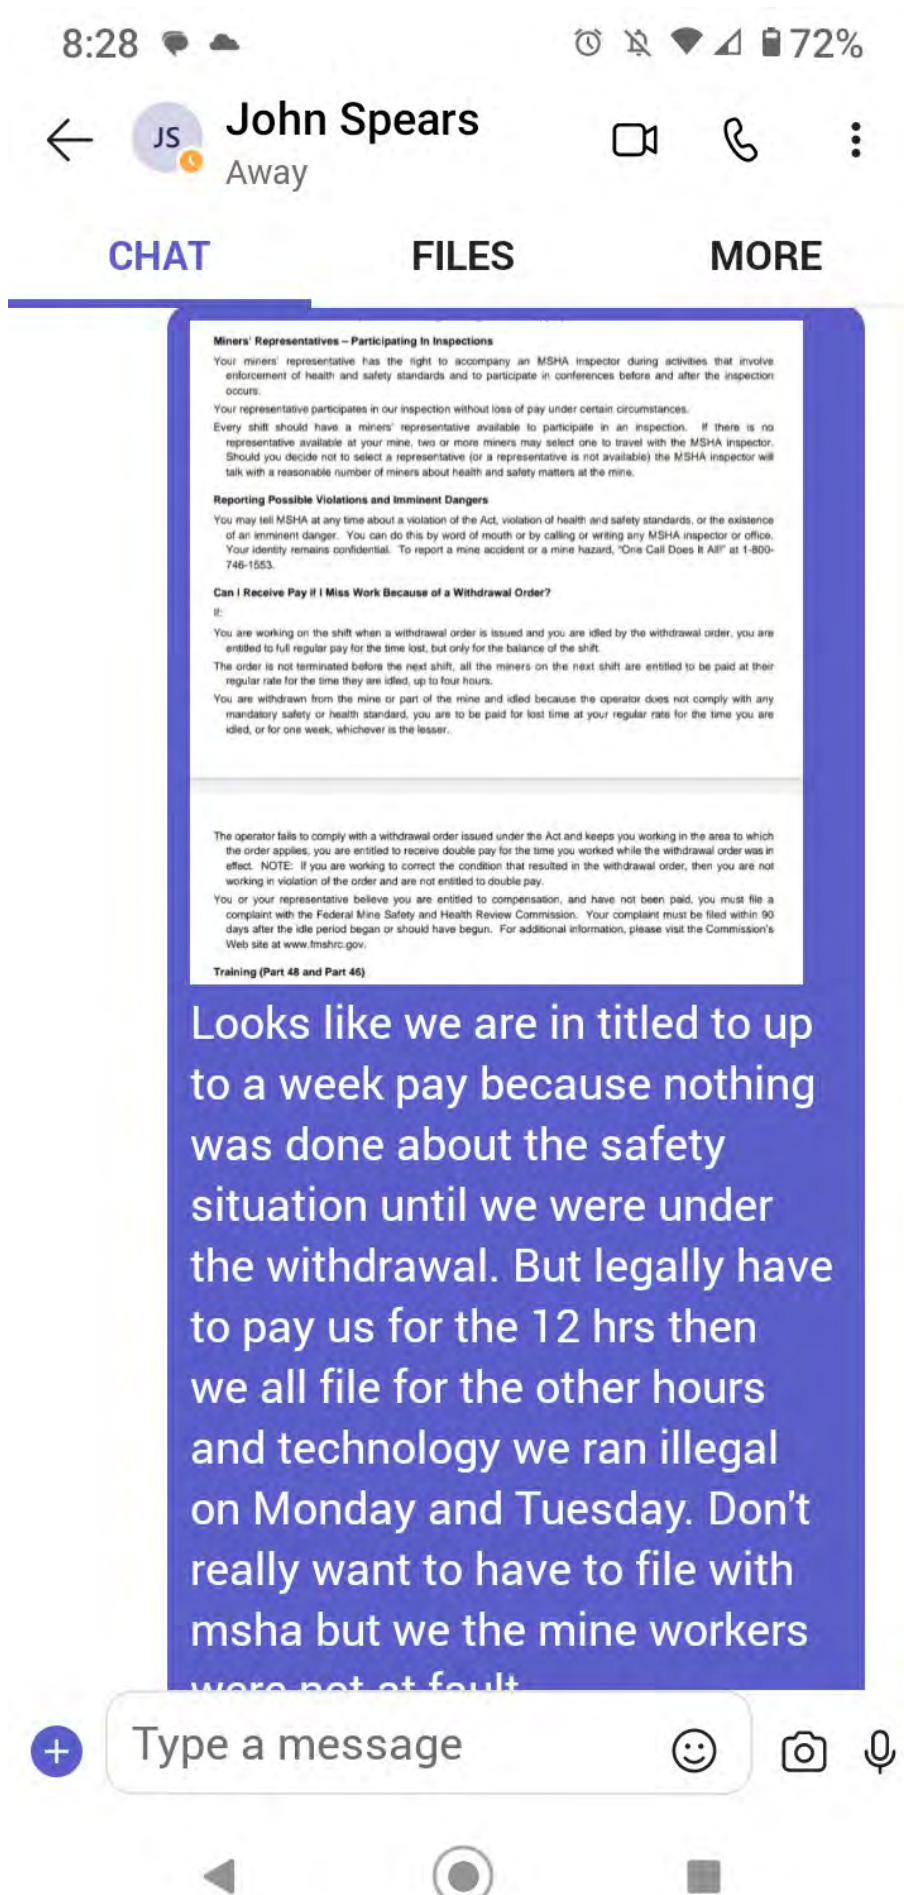 8:28
72%
JS
John Spears
Away
CHAT
FILES
MORE
Miners' Representatives – Participating In Inspections
Your miners' representative has the right to accompany an MSHA inspector during activities that involve
enforcement of health and safety standards and to participate in conferences before and after the inspection
occurs.
Your representative participates in our inspection without loss of pay under certain circumstances.
Every shift should have a miners' representative available to participate in an inspection. If there is no
representative available at your mine, two or more miners may select one to travel with the MSHA inspector.
Should you decide not to select a representative (or a representative is not available) the MSHA inspector will
talk with a reasonable number of miners about health and safety matters at the mine.
Reporting Possible Violations and Imminent Dangers
You may tell MSHA at any time about a violation of the Act, violation of health and safety standards, or the existence
of an imminent danger. You can do this by word of mouth or by calling or writing any MSHA inspector or office.
Your identity remains confidential. To report a mine accident or a mine hazard, "One Call Does It All!" at 1-800-
746-1553.
Can I Receive Pay if I Miss Work Because of a Withdrawal Order?
If:
You are working on the shift when a withdrawal order is issued and you are idled by the withdrawal order, you are
entitled to full regular pay for the time lost, but only for the balance of the shift.
The order is not terminated before the next shift, all the miners on the next shift are entitled to be paid at their
regular rate for the time they are idled, up to four hours.
You are withdrawn from the mine or part of the mine and idled because the operator does not comply with any
mandatory safety or health standard, you are to be paid for lost time at your regular rate for the time you are
idled, or for one week, whichever is the lesser.
The operator fails to comply with a withdrawal order issued under the Act and keeps you working in the area to which
the order applies, you are entitled to receive double pay for the time you worked while the withdrawal order was in
effect. NOTE: If you are working to correct the condition that resulted in the withdrawal order, then you are not
working in violation of the order and are not entitled to double pay.
You or your representative believe you are entitled to compensation, and have not been paid, you must file a
complaint with the Federal Mine Safety and Health Review Commission. Your complaint must be filed within 90
days after the idle period began or should have begun. For additional information, please visit the Commission's
Web site at www.fmshrc.gov.
Training (Part 48 and Part 46)
Looks like we are in titled to up
to a week pay because nothing
was done about the safety
situation until we were under
the withdrawal. But legally have
to pay us for the 12 hrs then
we all file for the other hours
and technology we ran illegal
on Monday and Tuesday. Don't
really want to have to file with
msha but we the mine workers
were not at fault
Type a message